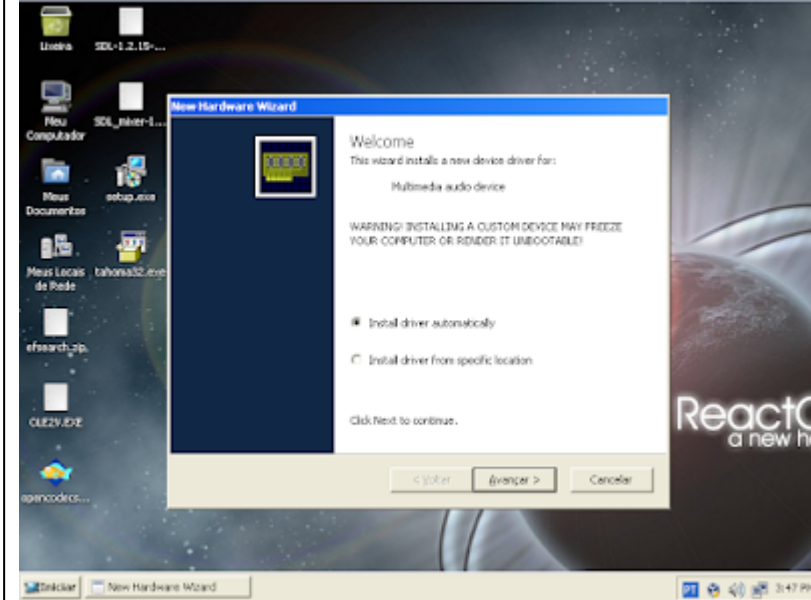 Lixeira
SDL-1.2.15-...
Meu
Computador
SDL_mixer-1...
Meus
Documentos
setup.exe
Meus Locais
de Rede
tahoma32.exe
efsearch.zip.
OLE2V.EXE
opencodecs...
New Hardware Wizard
Welcome
This wizard installs a new device driver for:
Multimedia audio device
WARNING! INSTALLING A CUSTOM DEVICE MAY FREEZE
YOUR COMPUTER OR RENDER IT UNBOOTABLE!
Install driver automatically
Install driver from specific location
Click Next to continue.
< Voltar
Avançar >
Cancelar
ReactO
a new h
Iniciar
New Hardware Wizard
PT
3:47 PM